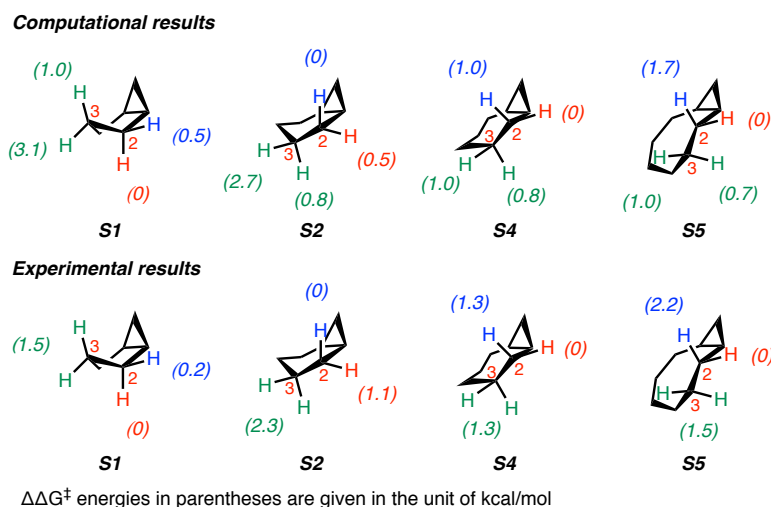 Computational results
(0)
(1.0)
(1.7)
(1.0)
H
H
H
H
H
(0)
H
(0)
3
H
2
H
(0.5)
H
2
3
H
(0.5)
3
2
H
H
2
H
3
H
H
H
(3.1)
(2.7)
(0.8)
(1.0)
(0.8)
(1.0)
(0.7)
(0)
S1
S2
S4
S5
Experimental results
(0)
(1.3)
(2.2)
(1.5)
H
H
H
H
H
(0)
H
(0)
3
H
2
H
(0.2)
H
2
3
H
(1.1)
3
2
H
H
2
H
3
H
H
H
(0)
(2.3)
(1.3)
(1.5)
S1
S2
S4
S5
ΔΔG‡ energies in parentheses are given in the unit of kcal/mol